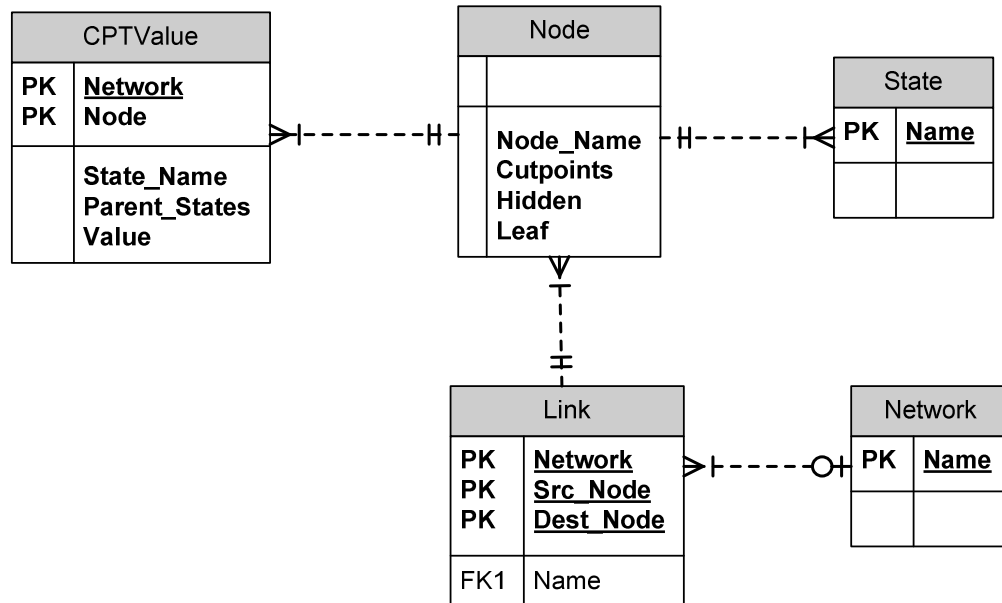 CPTValue
PK Network
PK Node
State_Name
Parent_States
Value
Node
Node_Name
Cutpoints
Hidden
Leaf
State
PK Name
Link
PK Network
PK Src_Node
PK Dest_Node
FK1 Name
Network
PK Name